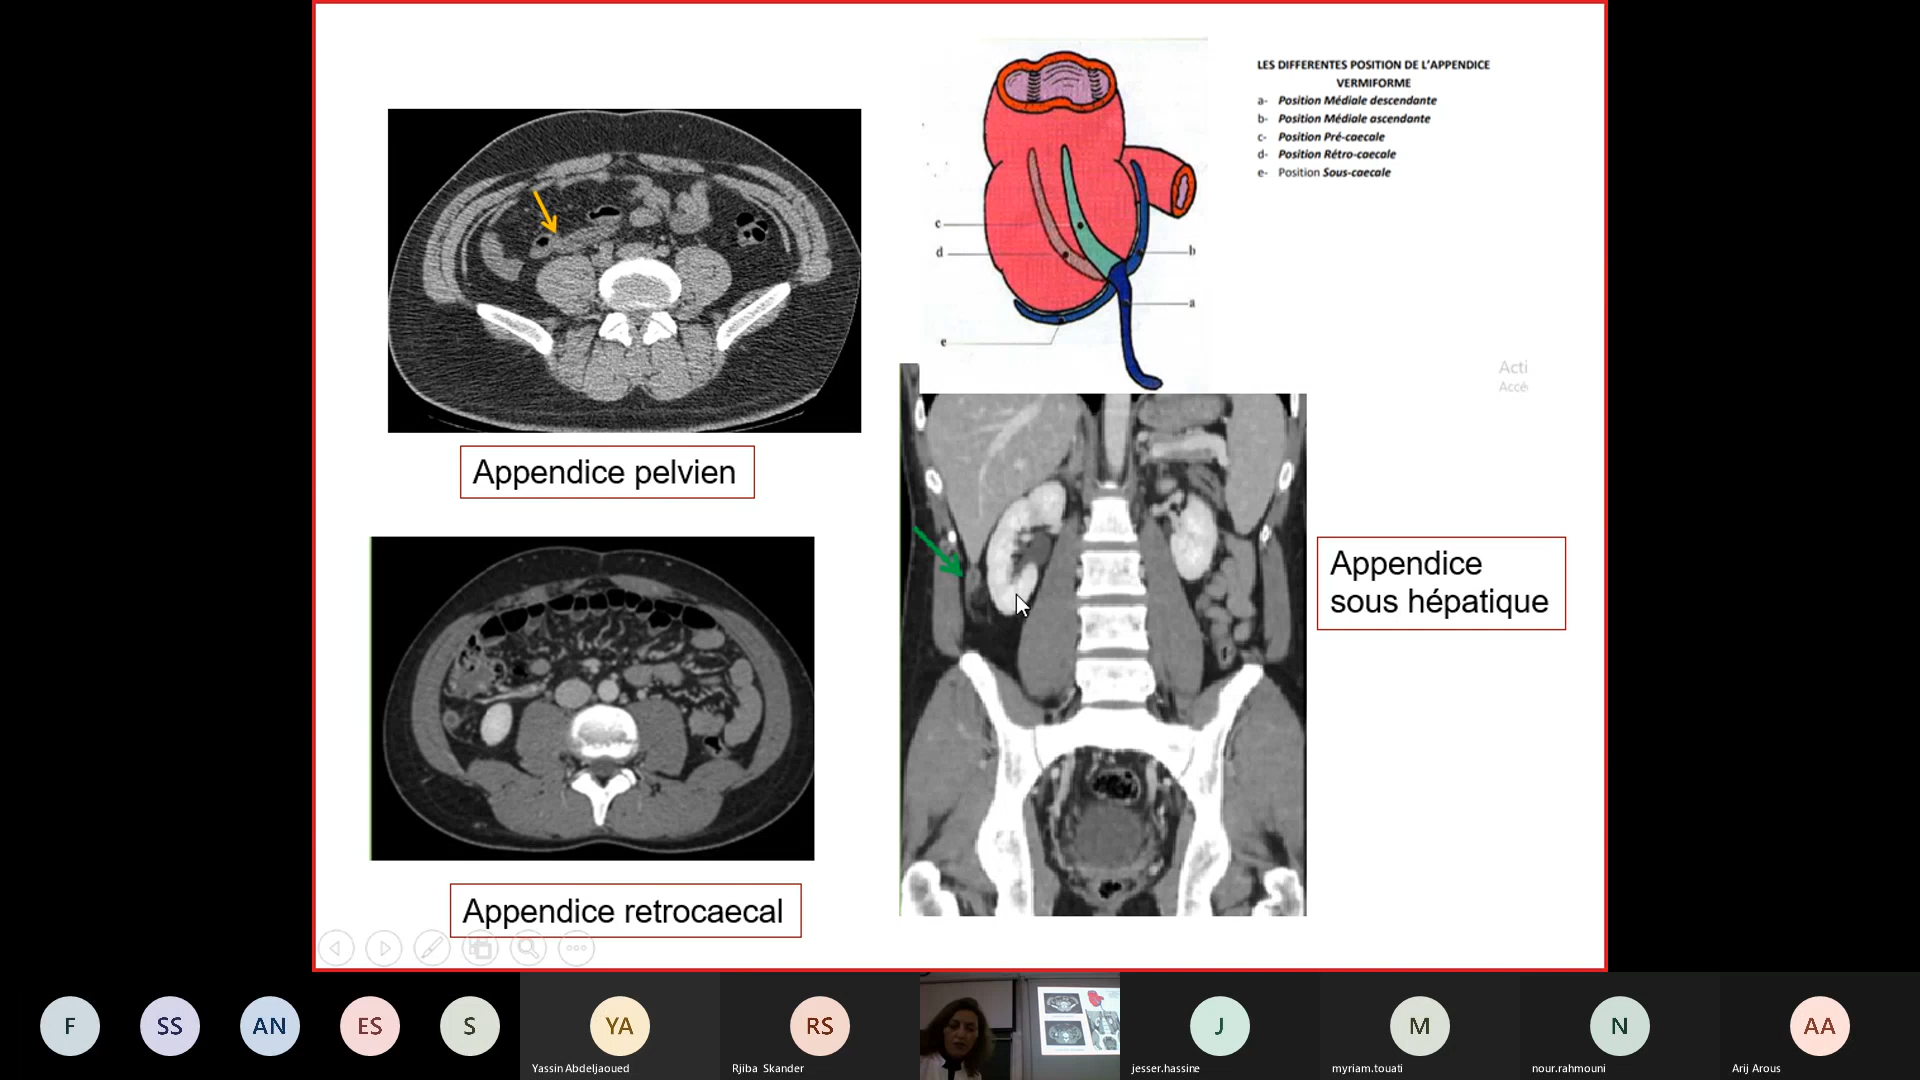 LES DIFFERENTES POSITION DE L'APPENDICE
VERMIFORME
a- Position Médiale descendante
b- Position Médiale ascendante
c- Position Pré-caecale
d- Position Rétro-caecale
e- Position Sous-caecale
c
d
b
a
e
Acti
Accé
Appendice pelvien
Appendice
sous hépatique
Appendice retrocaecal
F
SS
AN
ES
S
YA
RS
J
M
N
AA
Yassin Abdeljaoued
Rjiba Skander
jesser.hassine
myriam.touati
nour.rahmouni
Arij Arous